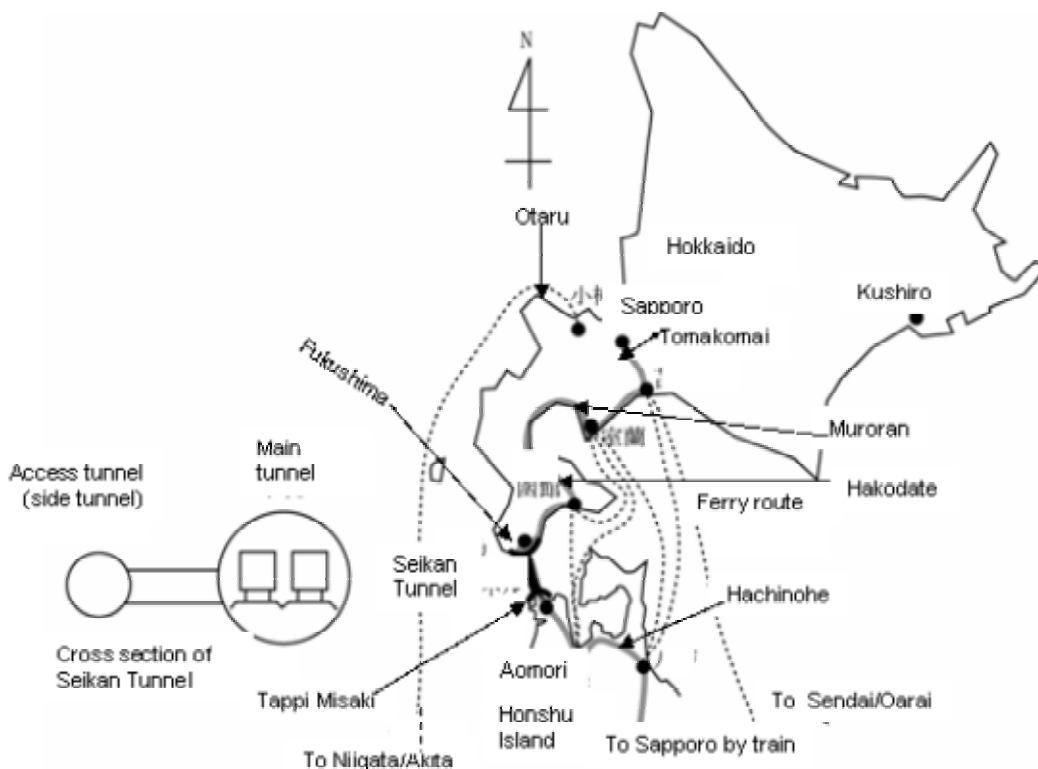 N
Otaru
Hokkaido
小
Sapporo
Kushiro
Tomakomai
Fukushima
Muroran
Main
tunnel
Access tunnel
(side tunnel)
Hakodate
Ferry route
Seikan
Tunnel
Hachinohe
Cross section of
Seikan Tunnel
Aomori
Tappi Misaki
To Sendai/Oarai
Honshu
Island
To Sapporo by train
To Niigata/Akita